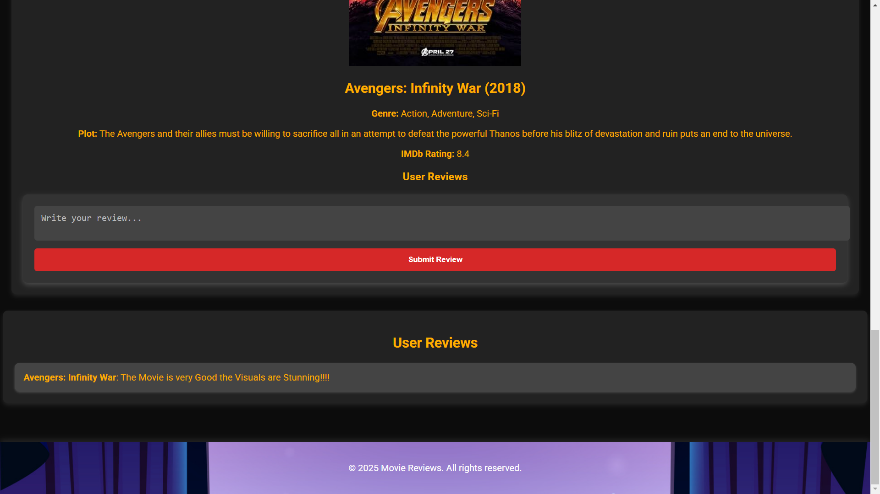 AVENGERS
INFINITY WAR
APRIL 27
Avengers: Infinity War (2018)
Genre: Action, Adventure, Sci-Fi
Plot: The Avengers and their allies must be willing to sacrifice all in an attempt to defeat the powerful Thanos before his blitz of devastation and ruin puts an end to the universe.
IMDb Rating: 8.4
User Reviews
Write your review...
Submit Review
User Reviews
Avengers: Infinity War: The Movie is very Good the Visuals are Stunning!!!!
© 2025 Movie Reviews. All rights reserved.